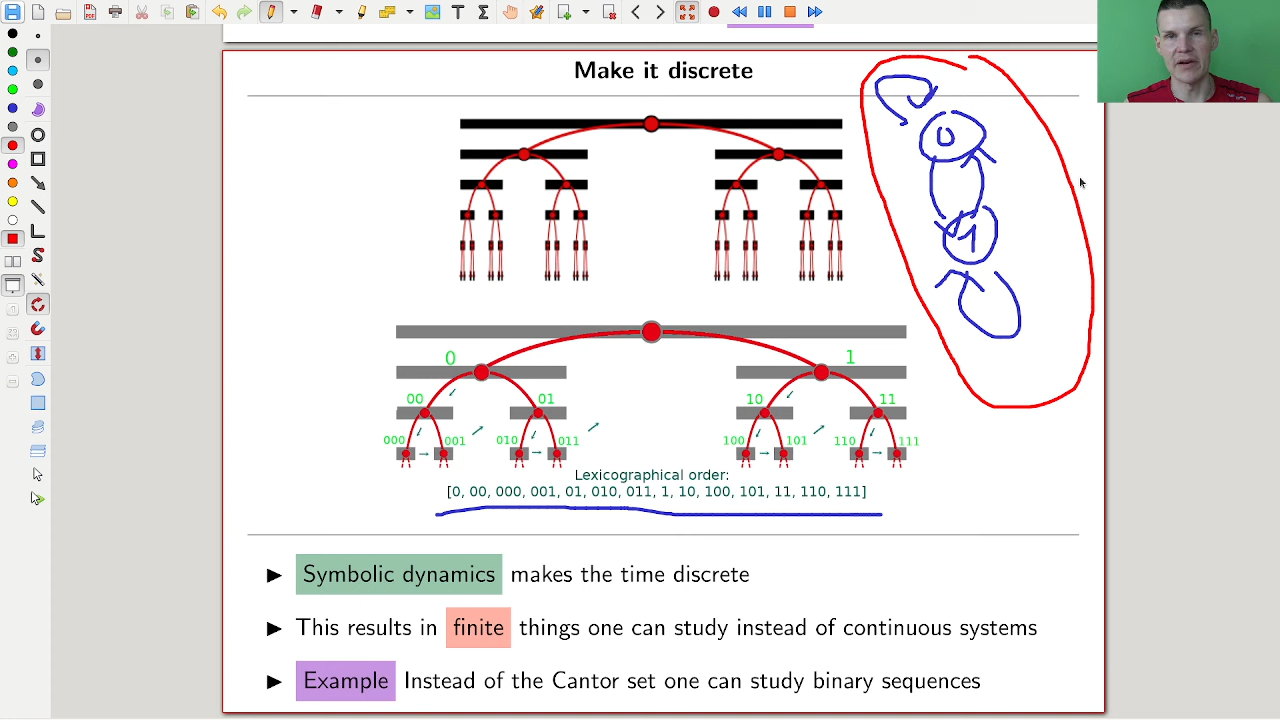 Make it discrete
0
1
0 1
00 01 10 11
000 001 010 011 100 101 110 111
Lexicographical order:
[0, 00, 000, 001, 01, 010, 011, 1, 10, 100, 101, 11, 110, 111]
► Symbolic dynamics makes the time discrete
► This results in finite things one can study instead of continuous systems
► Example Instead of the Cantor set one can study binary sequences